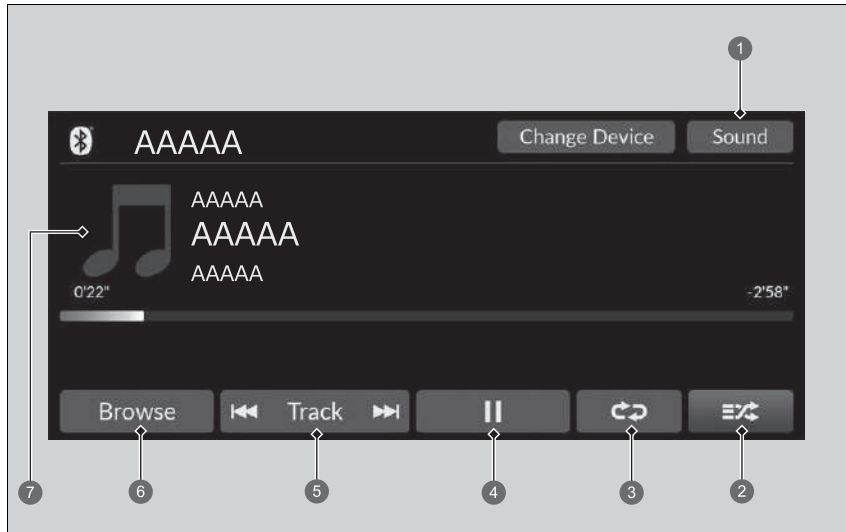 1
AAAAA Change Device Sound
AAAAA
AAAAA
AAAAA
7
0'22" -2'58"
Browse Track
6 5 4 3 2